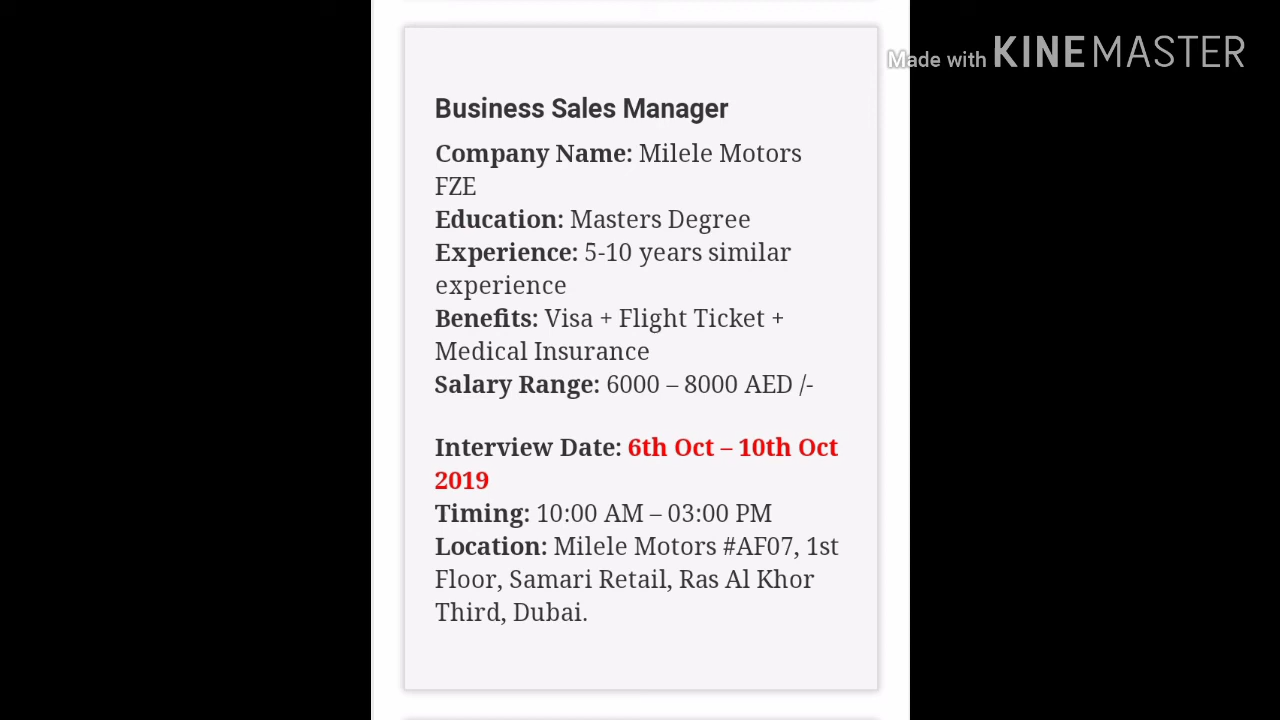 Made with KINEMASTER
Business Sales Manager
Company Name: Milele Motors
FZE
Education: Masters Degree
Experience: 5-10 years similar
experience
Benefits: Visa + Flight Ticket +
Medical Insurance
Salary Range: 6000 – 8000 AED /-
Interview Date: 6th Oct – 10th Oct
2019
Timing: 10:00 AM – 03:00 PM
Location: Milele Motors #AF07, 1st
Floor, Samari Retail, Ras Al Khor
Third, Dubai.